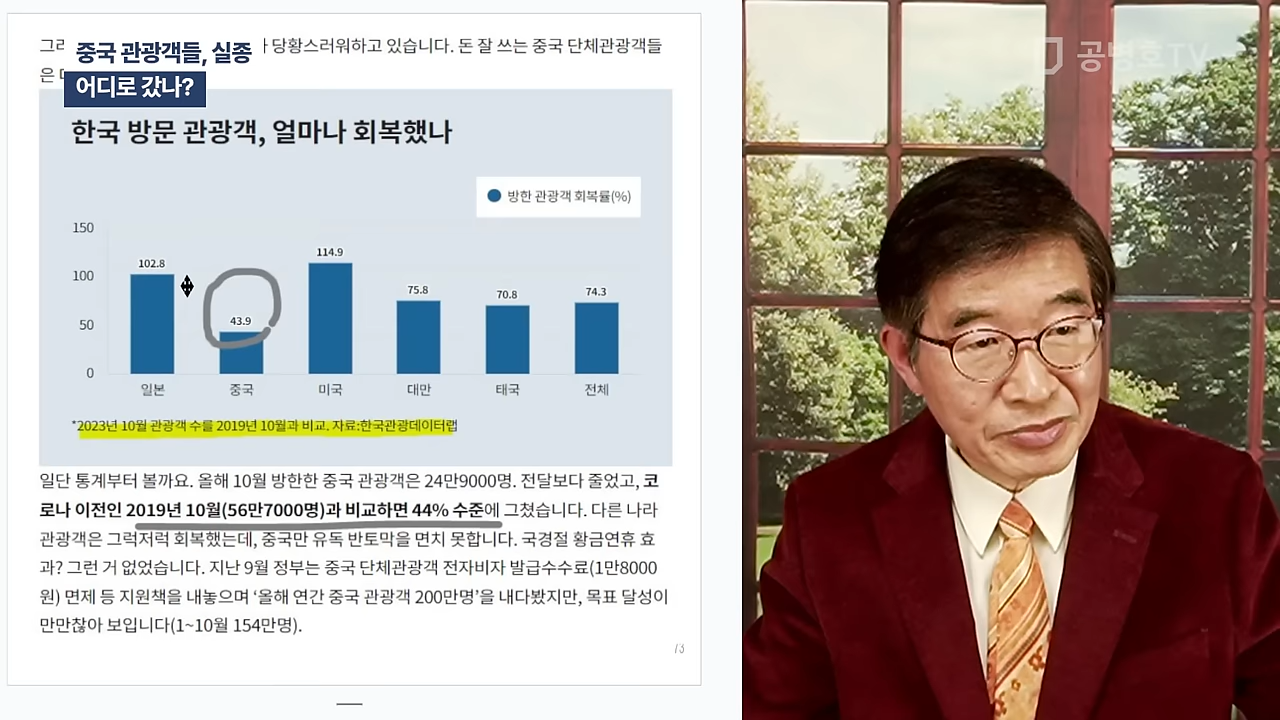 그러
당황스러워하고 있습니다. 돈 잘 쓰는 중국 단체관광객들
은
중국 관광객들, 실종
어디로 갔나?
공병호TV
한국 방문 관광객, 얼마나 회복했나
방한 관광객 회복률(%)
150
100
50
0
102.8
43.9
114.9
75.8
70.8
74.3
일본
중국
미국
대만
태국
전체
*2023년 10월 관광객 수를 2019년 10월과 비교. 자료:한국관광데이터랩
일단 통계부터 볼까요. 올해 10월 방한한 중국 관광객은 24만9000명. 전달보다 줄었고, 코
로나 이전인 2019년 10월(56만7000명)과 비교하면 44% 수준에 그쳤습니다. 다른 나라
관광객은 그럭저럭 회복했는데, 중국만 유독 반토막을 면치 못합니다. 국경절 황금연휴 효
과? 그런 거 없었습니다. 지난 9월 정부는 중국 단체관광객 전자비자 발급수수료(1만8000
원) 면제 등 지원책을 내놓으며 ‘올해 연간 중국 관광객 200만명’을 내다봤지만, 목표 달성이
만만찮아 보입니다(1~10월 154만명).
13